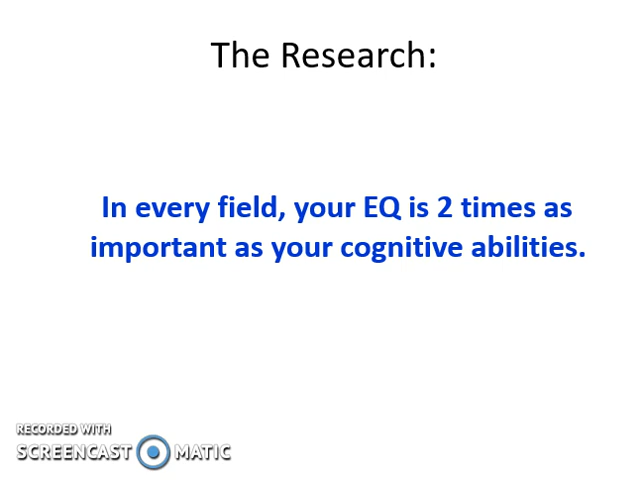 The Research:
In every field, your EQ is 2 times as
important as your cognitive abilities.
RECORDED WITH
SCREENCAST MATIC